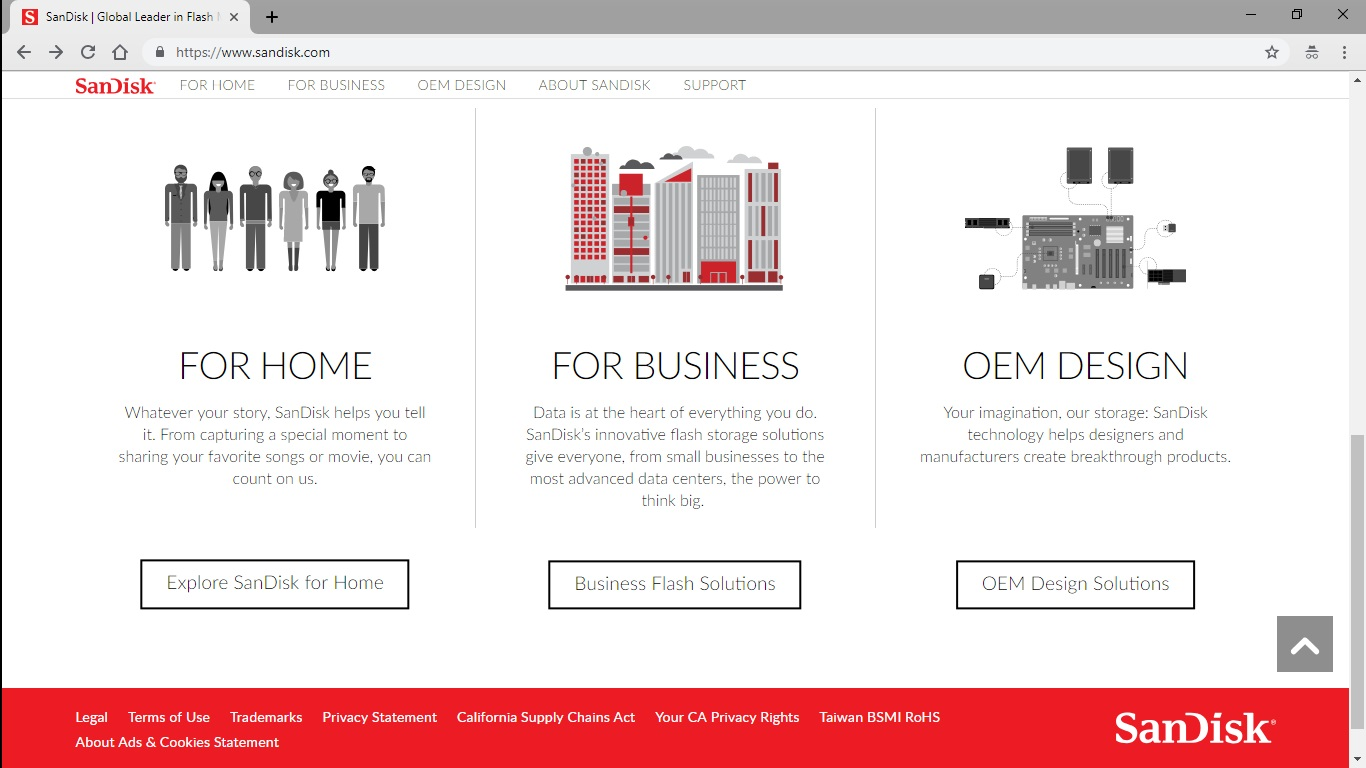 SanDisk | Global Leader in Flash
https://www.sandisk.com
SanDisk FOR HOME FOR BUSINESS OEM DESIGN ABOUT SANDISK SUPPORT
FOR HOME
Whatever your story, SanDisk helps you tell
it. From capturing a special moment to
sharing your favorite songs or movie, you can
count on us.
Explore SanDisk for Home
FOR BUSINESS
Data is at the heart of everything you do.
SanDisk's innovative flash storage solutions
give everyone, from small businesses to the
most advanced data centers, the power to
think big.
Business Flash Solutions
OEM DESIGN
Your imagination, our storage: SanDisk
technology helps designers and
manufacturers create breakthrough products.
OEM Design Solutions
Legal Terms of Use Trademarks Privacy Statement California Supply Chains Act Your CA Privacy Rights Taiwan BSMI RoHS
About Ads & Cookies Statement
SanDisk®